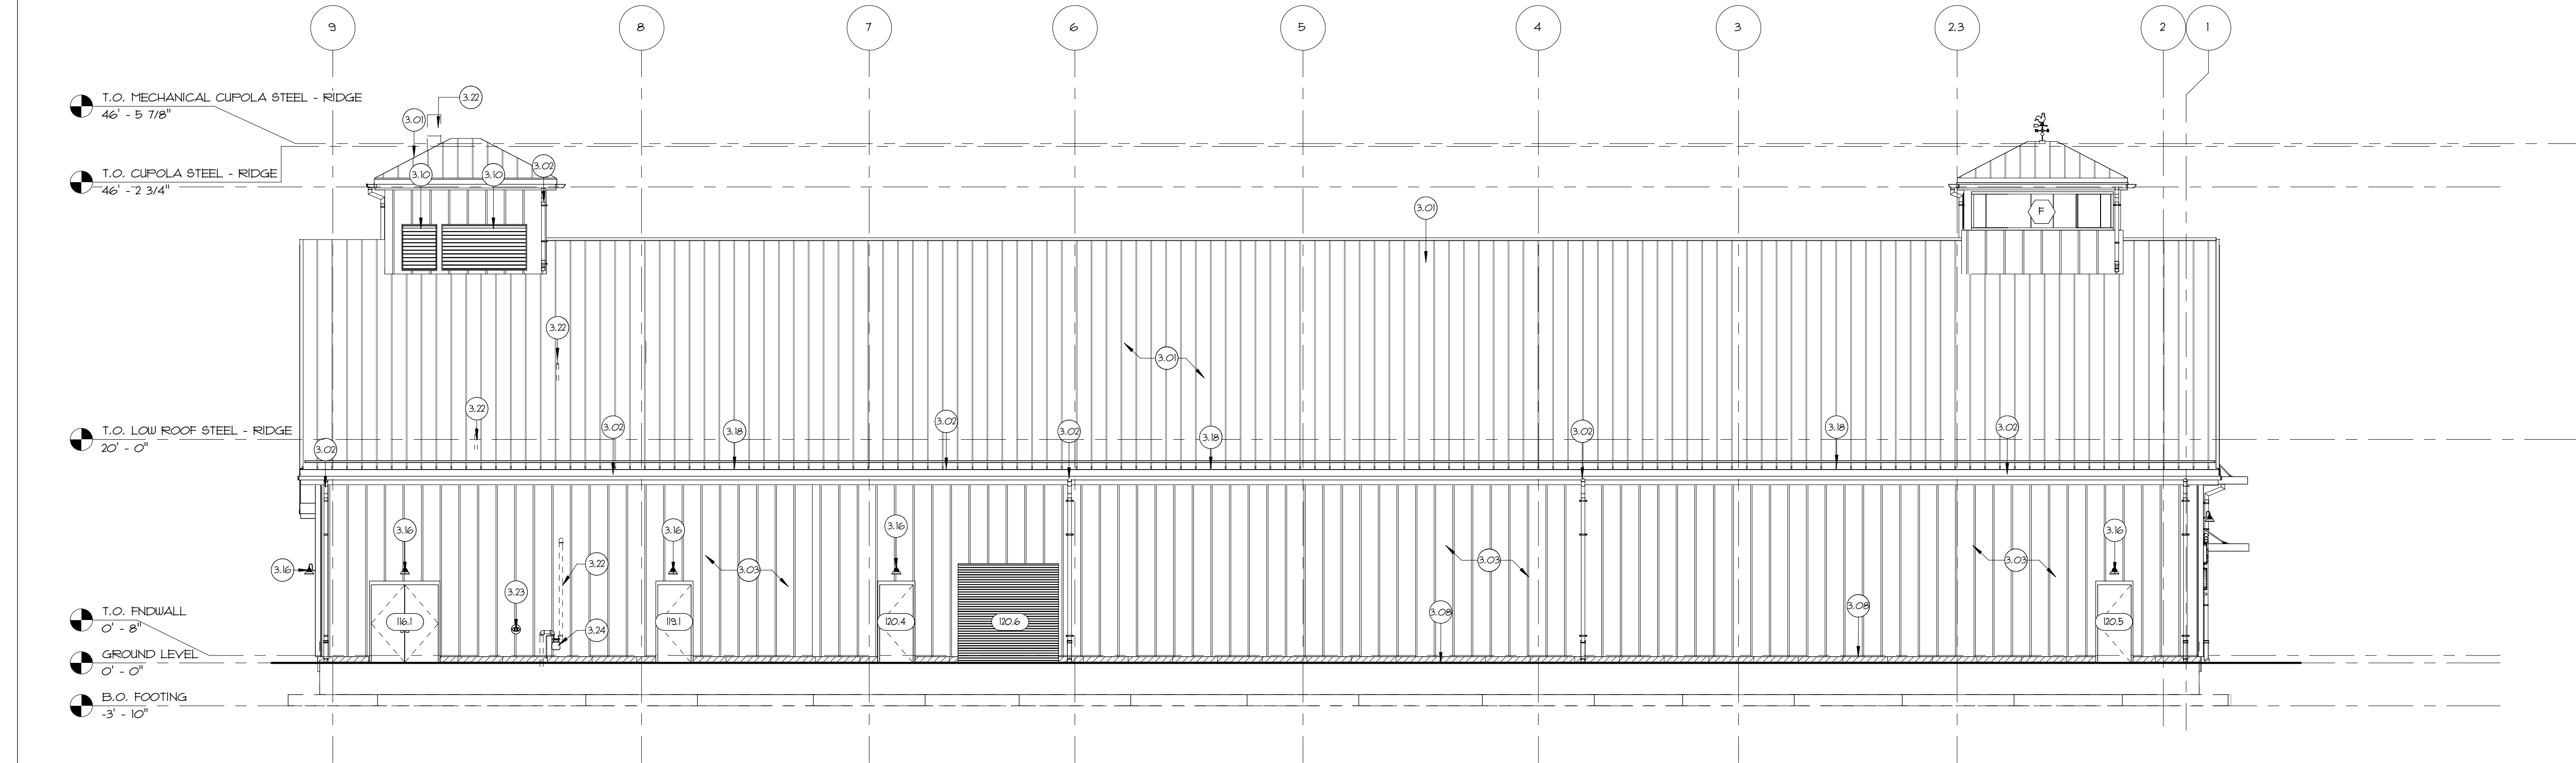 9 8 7 6 5 4 3 2.3 2 1
T.O. MECHANICAL CUPOLA STEEL - RIDGE
46' - 5 7/8"
3.22
3.01
3.02
T.O. CUPOLA STEEL - RIDGE
46' - 2 3/4"
3.10 3.10
3.01
F
3.22
3.01
3.22
T.O. LOW ROOF STEEL - RIDGE
20' - 0"
3.02 3.02 3.18 3.02 3.02 3.18 3.02 3.18 3.02
3.16 3.16 3.16 3.16
3.16
3.22
3.03 3.03 3.03
3.23
3.08 3.08
T.O. FNDWALL
0' - 8"
116.1 3.24 119.1 120.4 120.6 120.5
GROUND LEVEL
0' - 0"
B.O. FOOTING
-3' - 10"